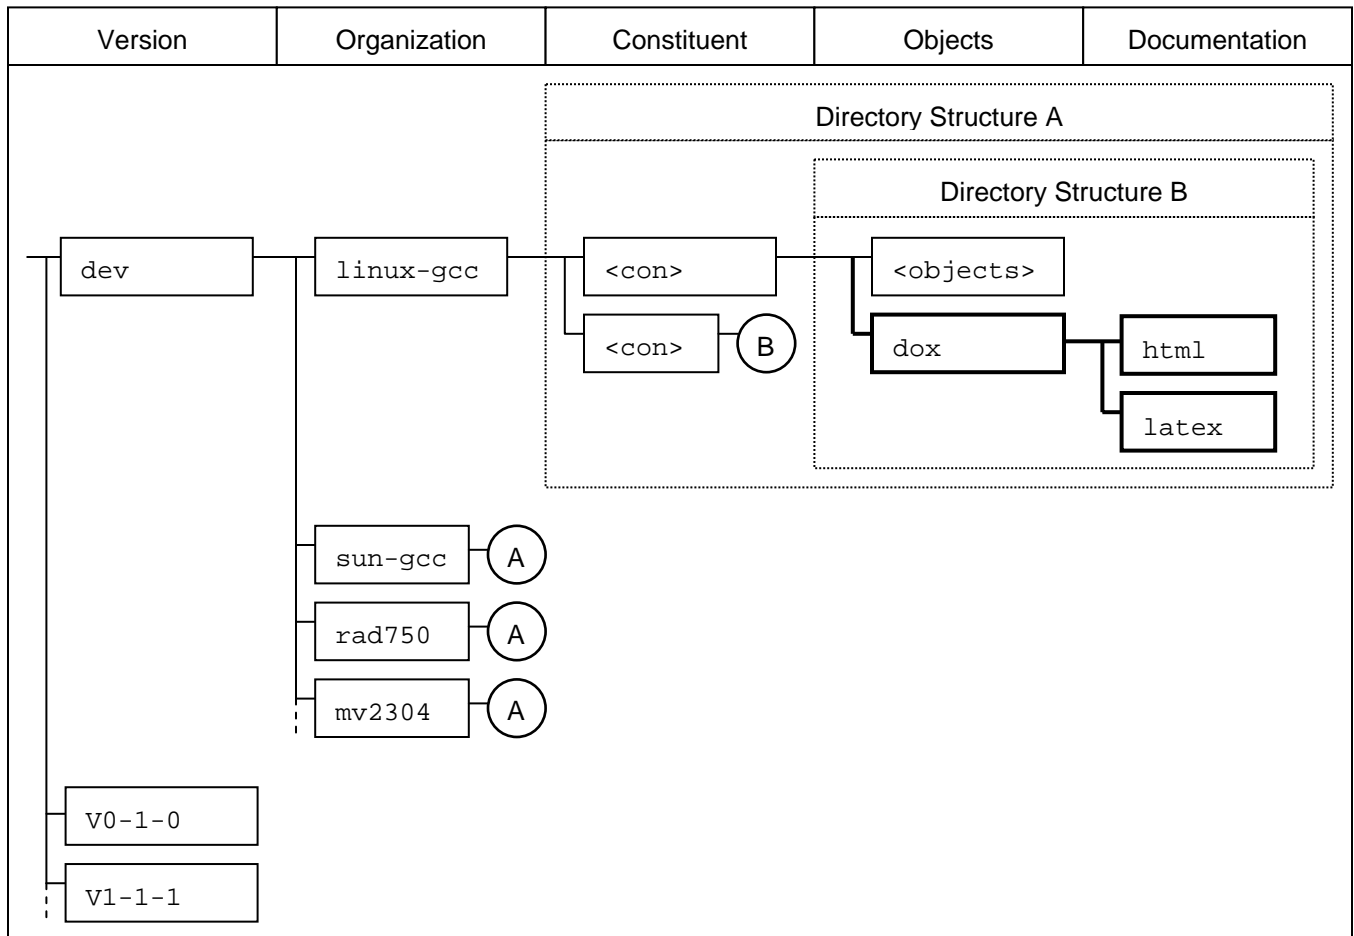 Version Organization Constituent Objects Documentation
Directory Structure A
Directory Structure B
dev linux-gcc <con> <objects>
<con> B dox html
latex
sun-gcc A
rad750 A
mv2304 A
V0-1-0
V1-1-1